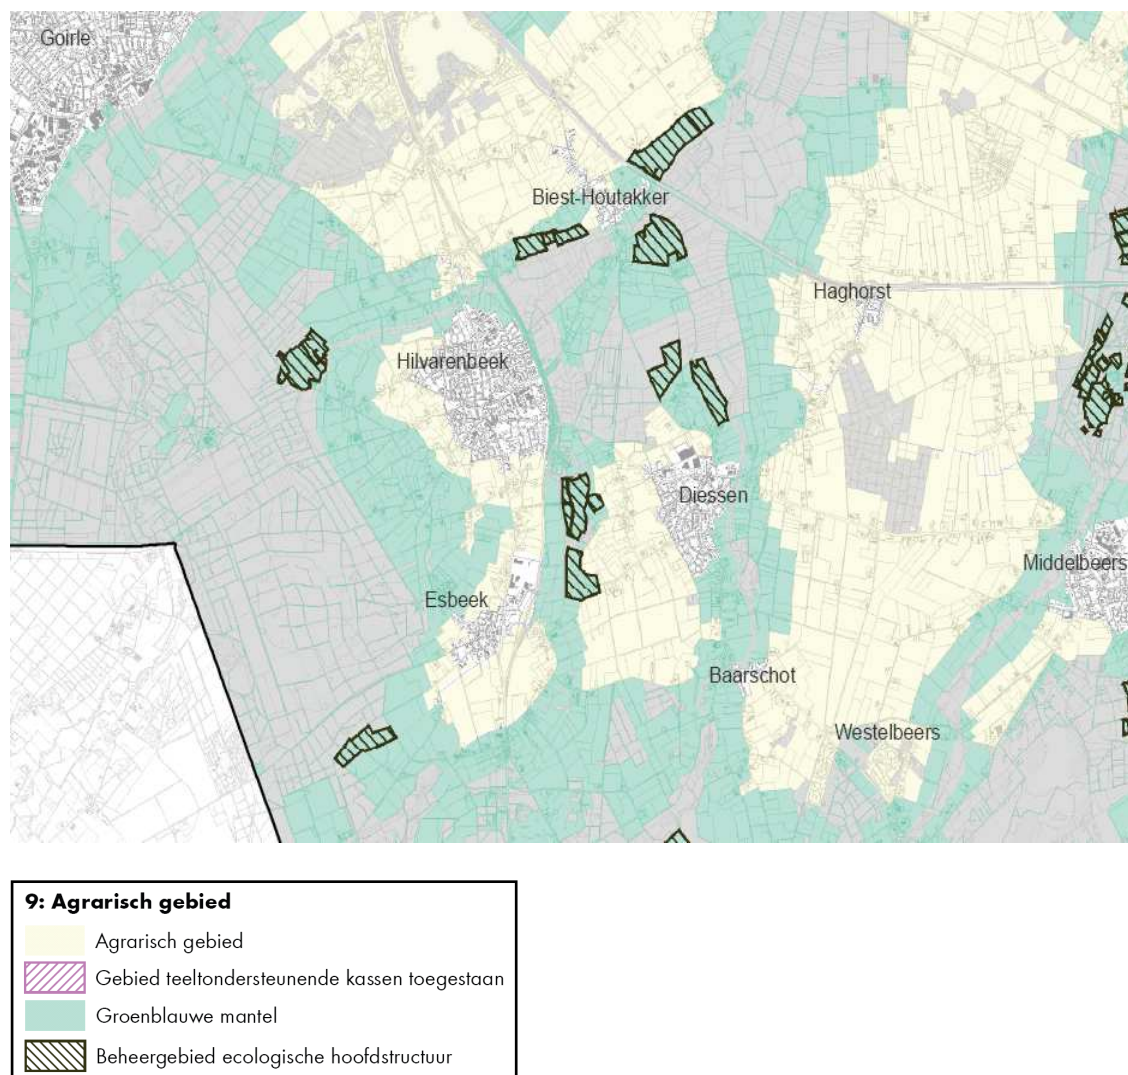 Goirle
Biest-Houtakker
Haghorst
Hilvarenbeek
Diessen
Middelbeers
Esbeek
Baarschot
Westelbeers
9: Agrarisch gebied
Agrarisch gebied
Gebied teeltondersteunende kassen toegestaan
Groenblauwe mantel
Beheergebied ecologische hoofdstructuur